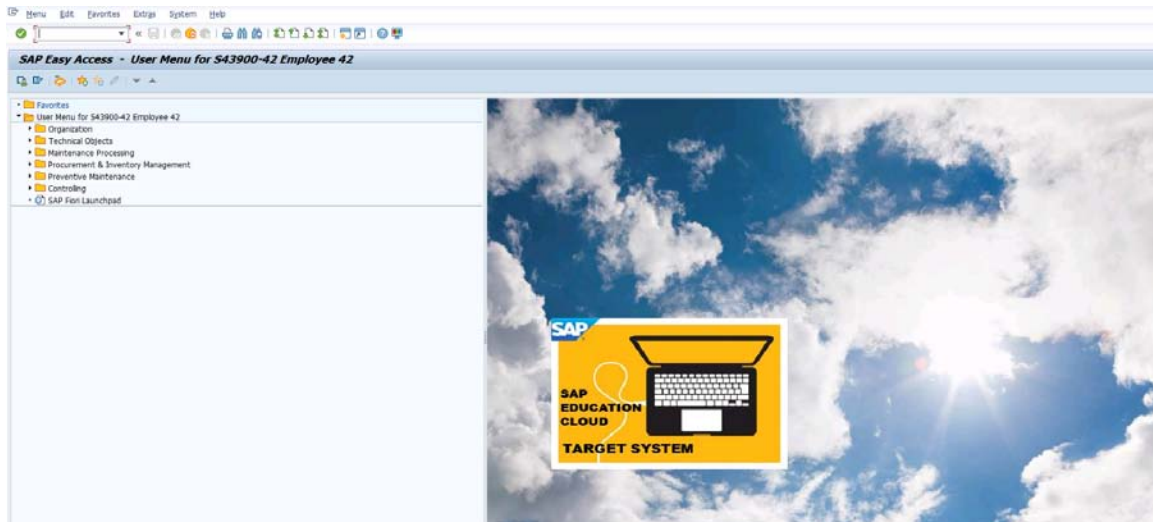 Menu Edit Favorites Extras System Help
SAP Easy Access - User Menu for S43900-42 Employee 42
Favorites
User Menu for S43900-42 Employee 42
Organization
Technical Objects
Maintenance Processing
Procurement & Inventory Management
Preventive Maintenance
Controlling
SAP Fiori Launchpad
SAP
SAP
EDUCATION
CLOUD
TARGET SYSTEM